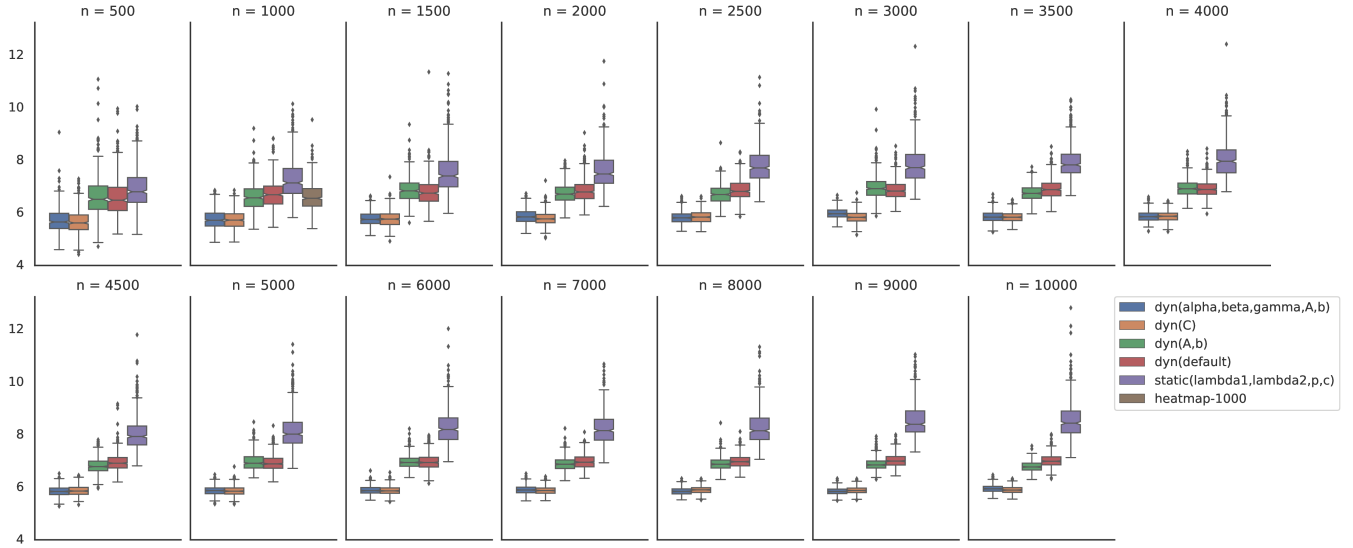 n = 500 n = 1000 n = 1500 n = 2000 n = 2500 n = 3000 n = 3500 n = 4000
12
10
8
6
4
n = 4500 n = 5000 n = 6000 n = 7000 n = 8000 n = 9000 n = 10000
12
10
8
6
4
dyn(alpha,beta,gamma,A,b)
dyn(C)
dyn(A,b)
dyn(default)
static(lambda1,lambda2,p,c)
heatmap-1000